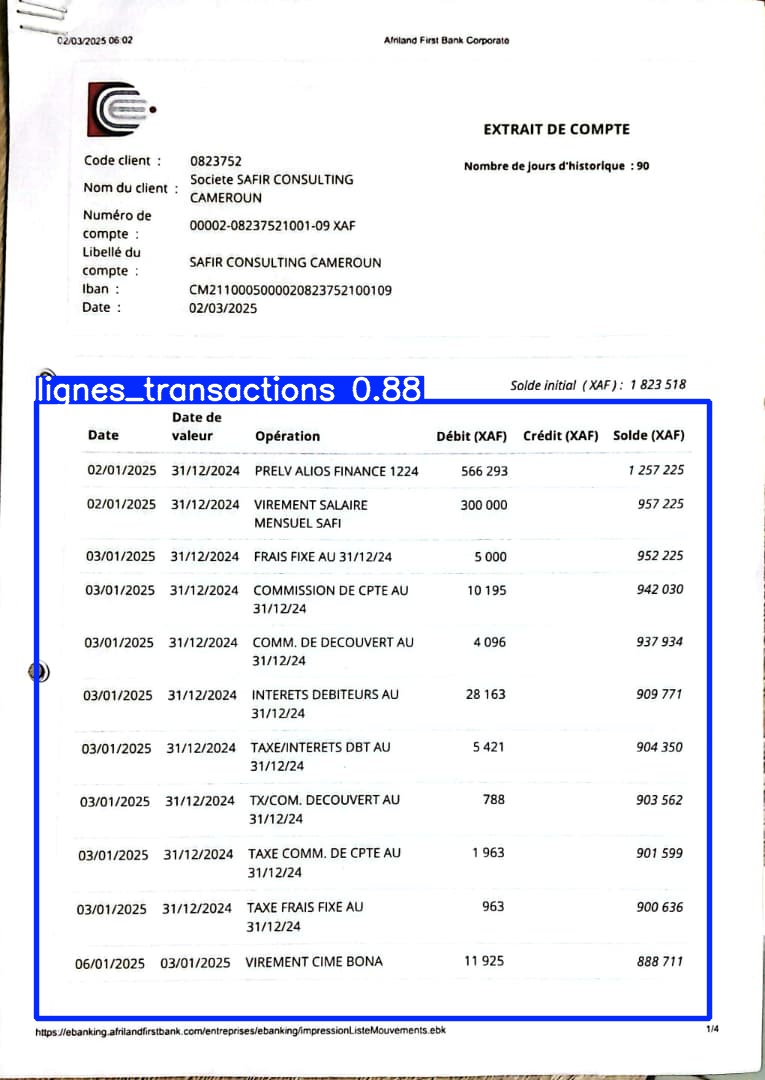 02/03/2025 06:02 Afriland First Bank Corporate
EXTRAIT DE COMPTE
Nombre de jours d'historique : 90
Code client : 0823752
Nom du client : Societe SAFIR CONSULTING CAMEROUN
Numéro de compte : 00002-08237521001-09 XAF
Libellé du compte : SAFIR CONSULTING CAMEROUN
Iban : CM2110005000020823752100109
Date : 02/03/2025
Solde initial (XAF) : 1 823 518
lignes_transactions 0.88
Date Date de valeur Opération Débit (XAF) Crédit (XAF) Solde (XAF)
02/01/2025 31/12/2024 PRELV ALIOS FINANCE 1224 566 293 1 257 225
02/01/2025 31/12/2024 VIREMENT SALAIRE MENSUEL SAFI 300 000 957 225
03/01/2025 31/12/2024 FRAIS FIXE AU 31/12/24 5 000 952 225
03/01/2025 31/12/2024 COMMISSION DE CPTE AU 31/12/24 10 195 942 030
03/01/2025 31/12/2024 COMM. DE DECOUVERT AU 31/12/24 4 096 937 934
03/01/2025 31/12/2024 INTERETS DEBITEURS AU 31/12/24 28 163 909 771
03/01/2025 31/12/2024 TAXE/INTERETS DBT AU 31/12/24 5 421 904 350
03/01/2025 31/12/2024 TX/COM. DECOUVERT AU 31/12/24 788 903 562
03/01/2025 31/12/2024 TAXE COMM. DE CPTE AU 31/12/24 1 963 901 599
03/01/2025 31/12/2024 TAXE FRAIS FIXE AU 31/12/24 963 900 636
06/01/2025 03/01/2025 VIREMENT CIME BONA 11 925 888 711
https://ebanking.afrilandfirstbank.com/entreprises/ebanking/impressionListeMouvements.ebk 1/4